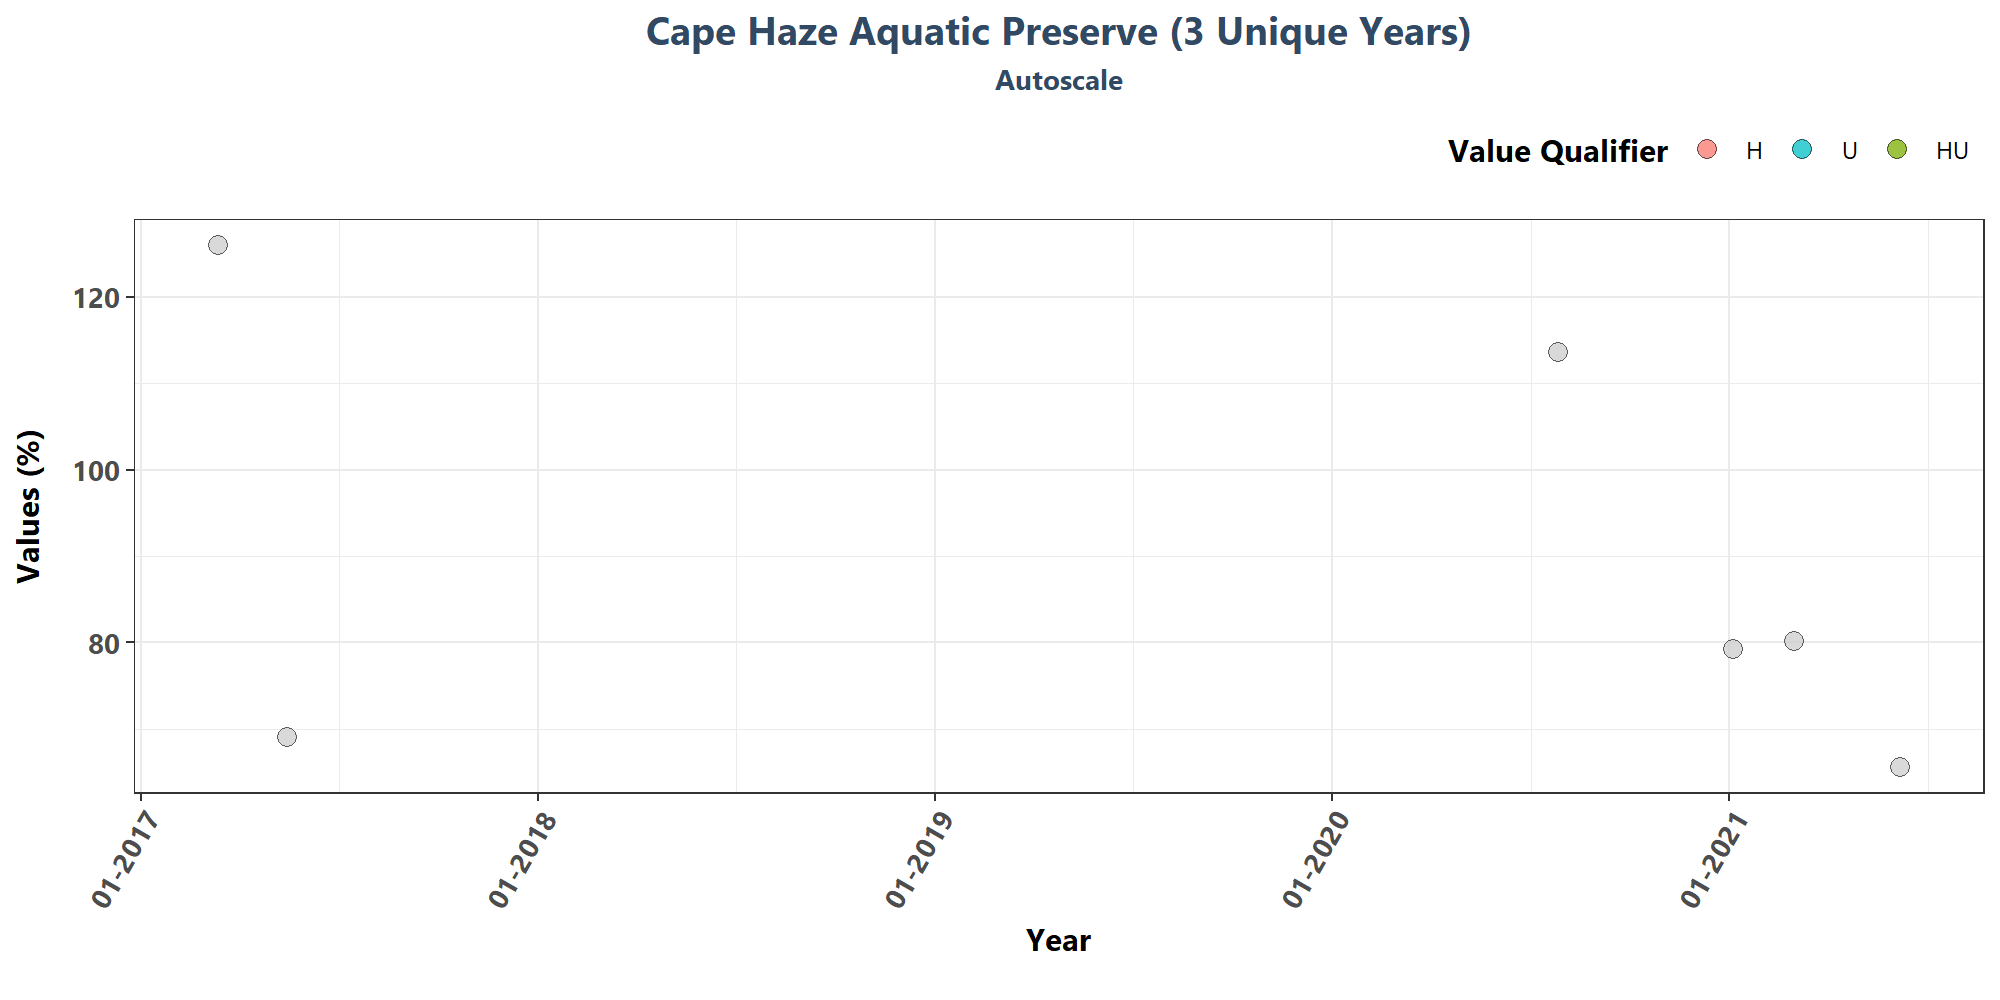 Cape Haze Aquatic Preserve (3 Unique Years)
Autoscale
Value Qualifier H U HU
Values (%)
120
100
80
01-2017 01-2018 01-2019 01-2020 01-2021
Year